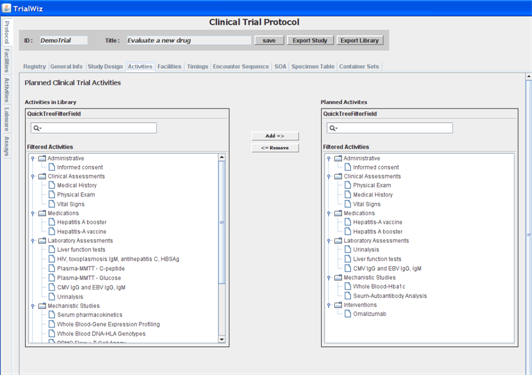 TrialWiz
Clinical Trial Protocol
ID : DemoTrial Title : Evaluate a new drug save Export Study Export Library
Protocol Facilities Activities Labware Assays
Registry General Info Study Design Activities Facilities Timings Encounter Sequence SOA Specimen Table Container Sets
Planned Clinical Trial Activities
Activities in Library
QuickTreeFilterField
Filtered Activities
Administrative
Informed consent
Clinical Assessments
Medical History
Physical Exam
Vital Signs
Medications
Hepatitis A booster
Hepatitis-A vaccine
Laboratory Assessments
Liver function tests
HIV, toxoplasmosis IgM, antihepatitis C, HBSAg
Plasma-MMTT - C-peptide
Plasma-MMTT - Glucose
CMV IgG and EBV IgG, IgM
Urinalysis
Mechanistic Studies
Serum pharmacokinetics
Whole Blood-Gene Expression Profiling
Whole Blood DNA-HLA Genotypes
Add =>
<= Remove
Planned Activites
QuickTreeFilterField
Filtered Activities
Administrative
Informed consent
Clinical Assessments
Physical Exam
Medical History
Vital Signs
Medications
Hepatitis-A vaccine
Hepatitis A booster
Laboratory Assessments
Urinalysis
Liver function tests
CMV IgG and EBV IgG, IgM
Mechanistic Studies
Whole Blood-Hba1c
Seum-Autoantibody Analysis
Interventions
Omalizumab